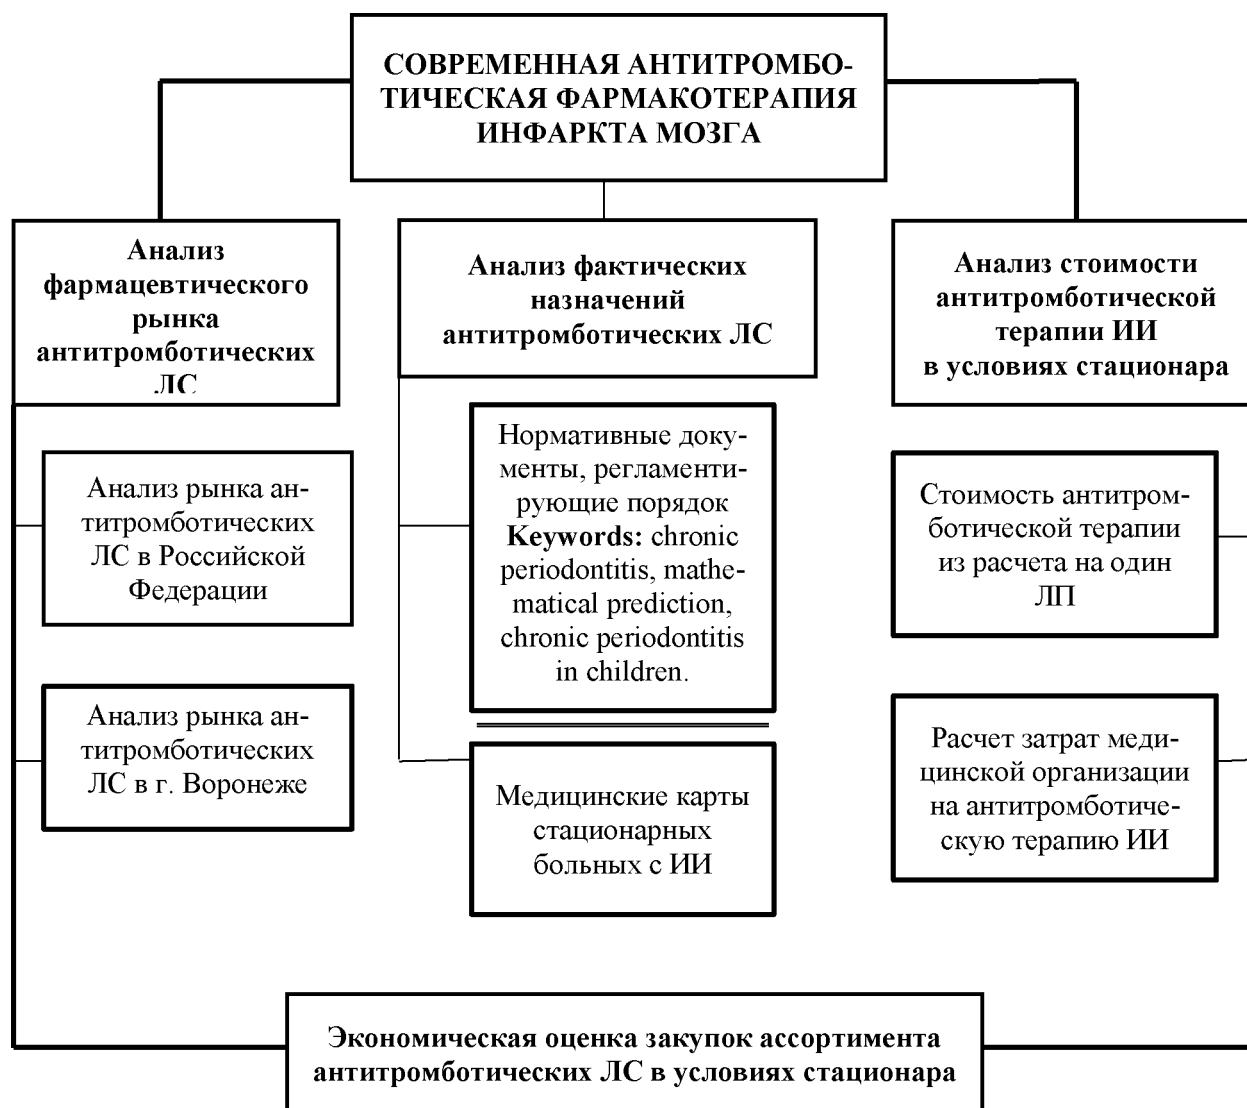 СОВРЕМЕННАЯ АНТИТРОМБО-
ТИЧЕСКАЯ ФАРМАКОТЕРАПИЯ
ИНФАРКТА МОЗГА
Анализ
фармацевтического
рынка
антитромботических
ЛС
Анализ рынка ан-
титромботических
ЛС в Российской
Федерации
Анализ рынка ан-
титромботических
ЛС в г. Воронеже
Анализ фактических
назначений
антитромботических ЛС
Нормативные доку-
менты, регламенти-
рующие порядок
Keywords: chronic
periodontitis, mathe-
matical prediction,
chronic periodontitis
in children.
Медицинские карты
стационарных
больных с ИИ
Анализ стоимости
антитромботической
терапии ИИ
в условиях стационара
Стоимость антитром-
ботической терапии
из расчета на один
ЛП
Расчет затрат меди-
цинской организации
на антитромботиче-
скую терапию ИИ
Экономическая оценка закупок ассортимента
антитромботических ЛС в условиях стационара